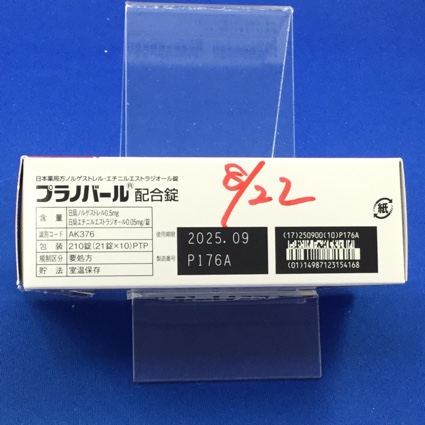 日本薬局方ノルゲストレル・エチニルエストラジオール錠
プラノバール® 配合錠
8/22
含量 日局ノルゲストレル0.5mg
日局エチニルエストラジオール0.05mg/錠
識別コード AK376
包装 210錠(21錠×10)PTP
規制区分 要処方
貯法 室温保存
使用期限 2025.09
製造番号 P176A
(17)250900(10)P176A
(01)14987123154168
紙